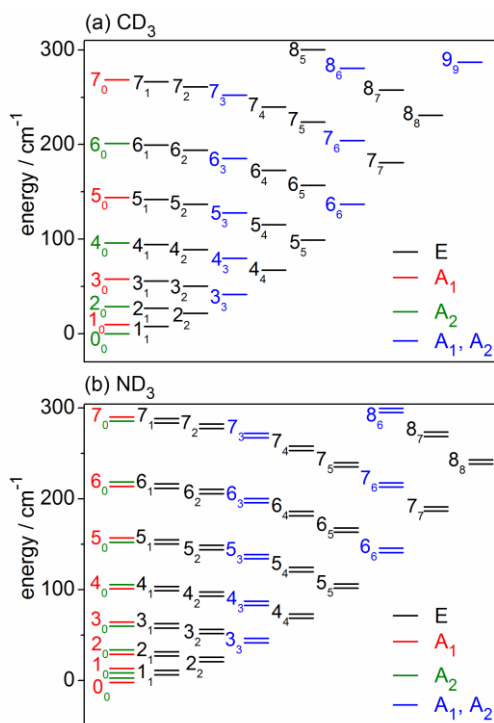 (a) CD₃
energy / cm⁻¹
300
8₅
8₆ 9₉
7₀ 7₁ 7₂ 7₃ 7₄ 7₅ 8₇ 8₈
200
6₀ 6₁ 6₂ 6₃ 6₄ 6₅ 7₆ 7₇
5₀ 5₁ 5₂ 5₃ 5₄ 5₅ 6₆
100
4₀ 4₁ 4₂ 4₃ 4₄
3₀ 3₁ 3₂ 3₃
2₀ 2₁ 2₂
1₀ 1₁
0
0₀
E
A₁
A₂
A₁, A₂
(b) ND₃
energy / cm⁻¹
300
8₆ 8₇ 8₈
7₀ 7₁ 7₂ 7₃ 7₄ 7₅ 7₆ 7₇
200
6₀ 6₁ 6₂ 6₃ 6₄ 6₅ 6₆
5₀ 5₁ 5₂ 5₃ 5₄ 5₅
100
4₀ 4₁ 4₂ 4₃ 4₄
3₀ 3₁ 3₂ 3₃
2₀ 2₁ 2₂
1₀ 1₁
0
0₀
E
A₁
A₂
A₁, A₂